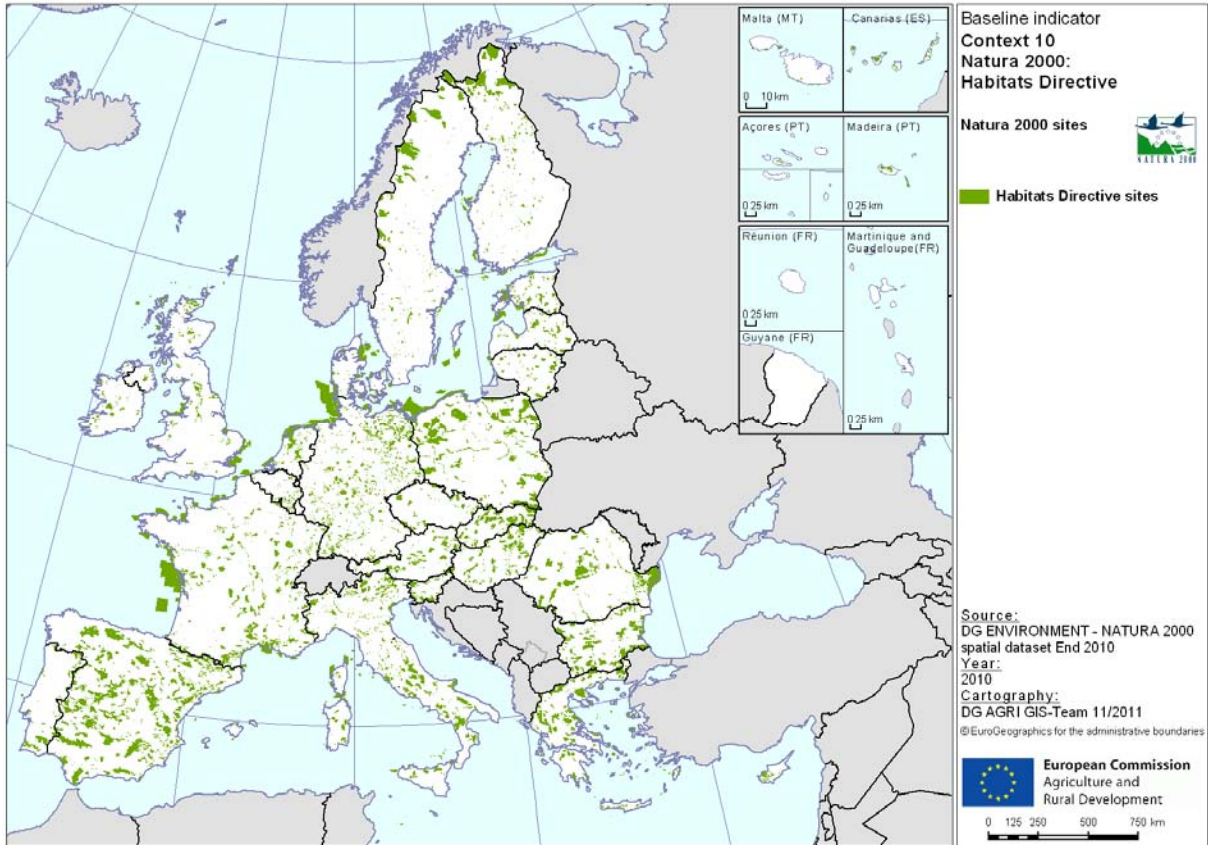 Malta (MT)
0 10 km
Canarias (ES)
Açores (PT)
0 25 km
Madeira (PT)
0 25 km
Réunion (FR)
0 25 km
Martinique and
Guadeloupe(FR)
0 25 km
Guyane (FR)
Baseline indicator
Context 10
Natura 2000:
Habitats Directive
Natura 2000 sites
NATURA 2000
Habitats Directive sites
Source:
DG ENVIRONMENT - NATURA 2000
spatial dataset End 2010
Year:
2010
Cartography:
DG AGRI GIS-Team 11/2011
©EuroGeographics for the administrative boundaries
European Commission
Agriculture and
Rural Development
0 125 250 500 750 km